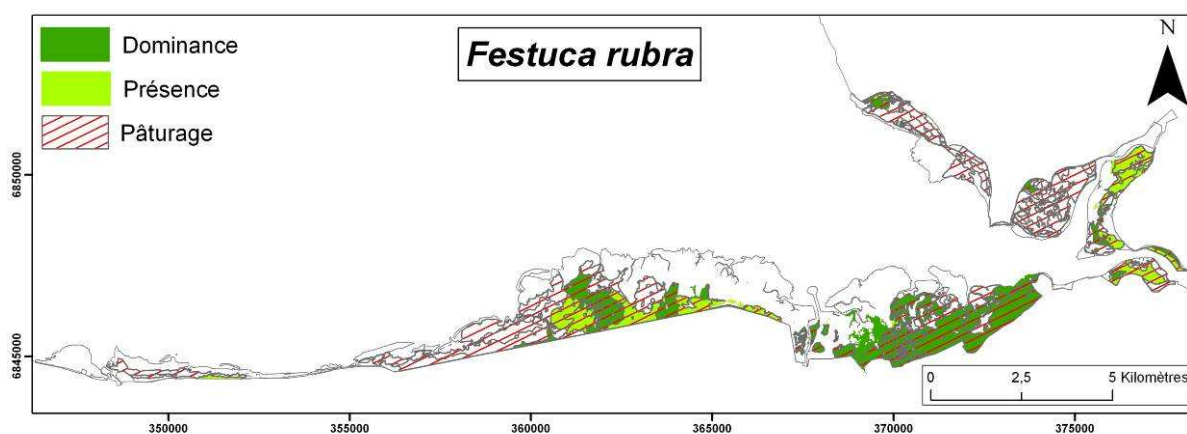 Dominance
Présence
Pâturage
Festuca rubra
N
6850000
6845000
0 2,5 5 Kilomètres
350000 355000 360000 365000 370000 375000